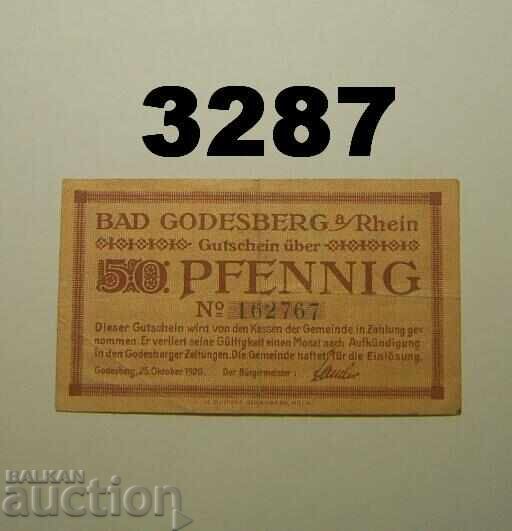 3287
BAD GODESBERG a/Rhein
Gutschein über
50 PFENNIG
No 162767
Dieser Gutschein wird von den Kassen der Gemeinde in Zahlung ge-
nommen. Er verliert seine Gültigkeit einen Monat nach Aufkündigung
in den Godesberger Zeitungen. Die Gemeinde haftet für die Einlösung.
Godesberg, 25. Oktober 1920. Der Bürgermeister:
BALKAN
auction